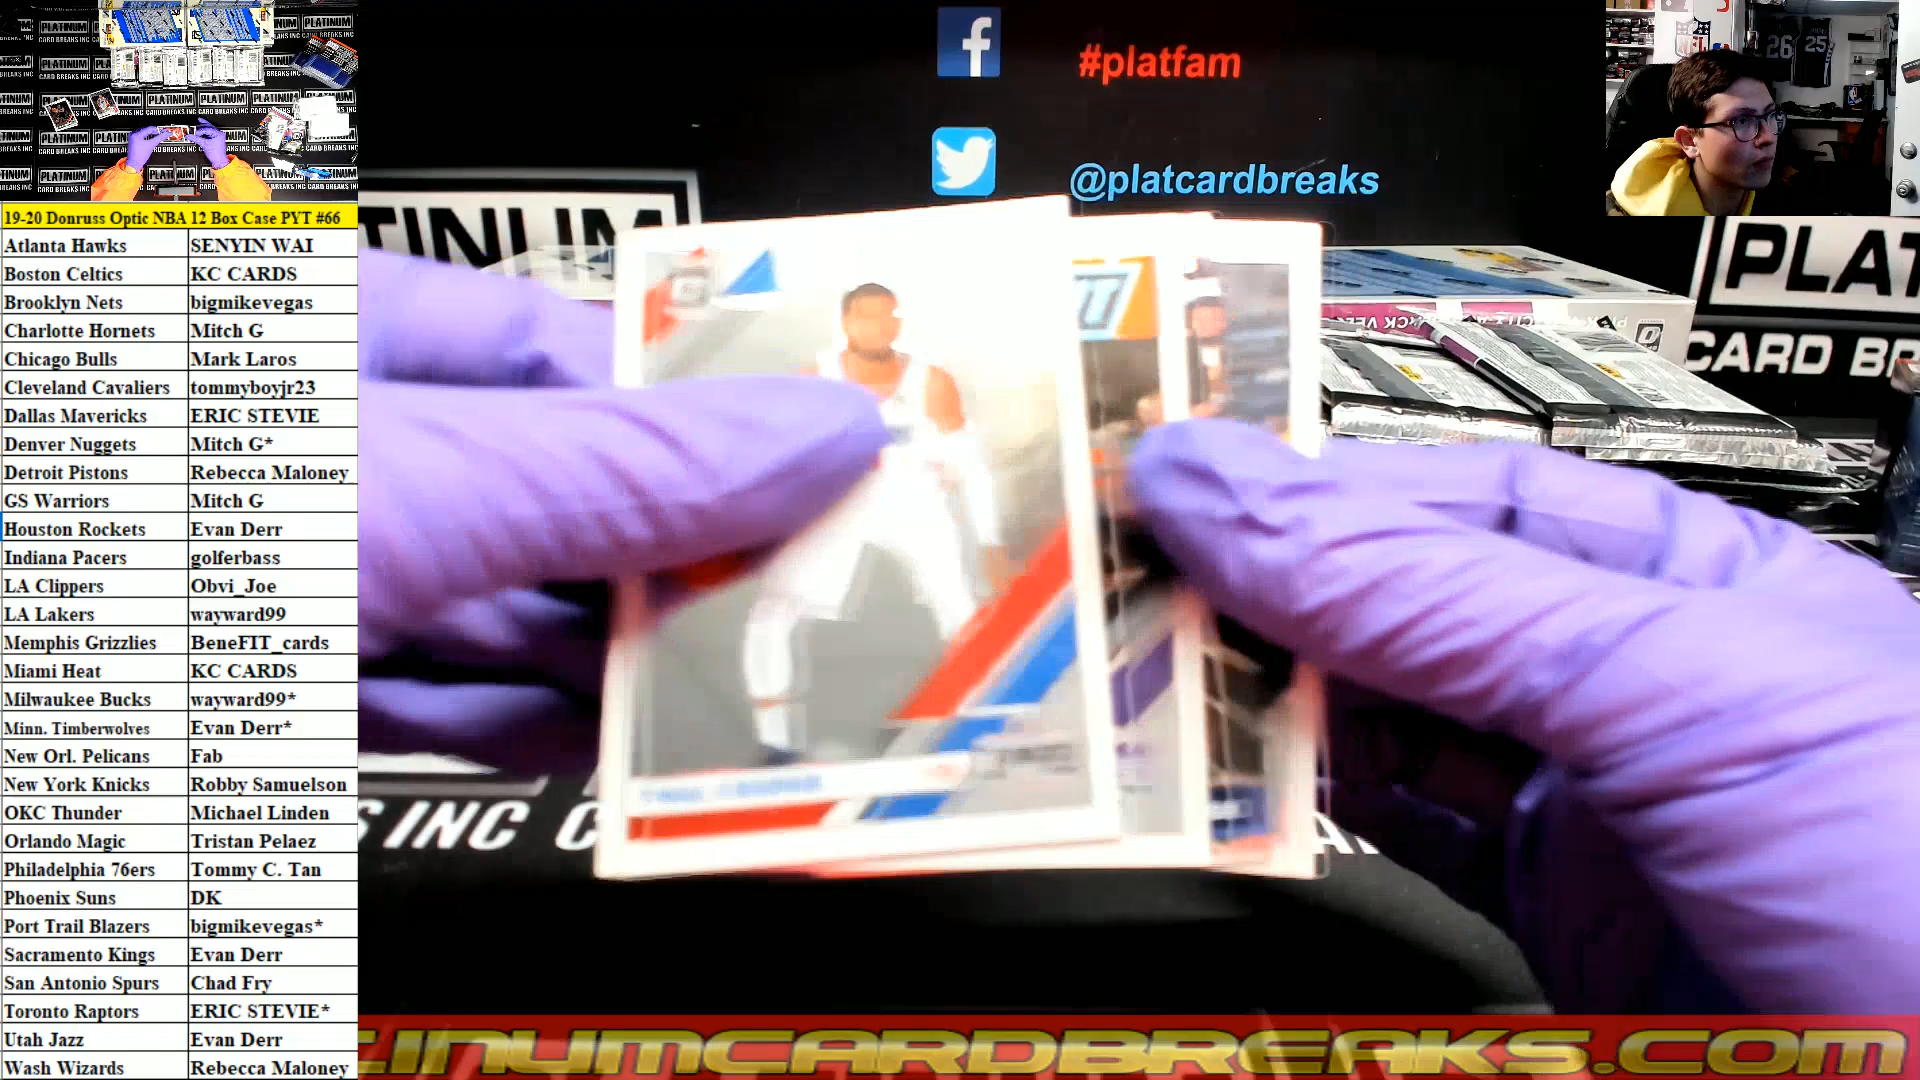 #platfam
@platcardbreaks
19-20 Donruss Optic NBA 12 Box Case PYT #66
Atlanta Hawks SENYIN WAI
Boston Celtics KC CARDS
Brooklyn Nets bigmikevegas
Charlotte Hornets Mitch G
Chicago Bulls Mark Laros
Cleveland Cavaliers tommyboyjr23
Dallas Mavericks ERIC STEVIE
Denver Nuggets Mitch G*
Detroit Pistons Rebecca Maloney
GS Warriors Mitch G
Houston Rockets Evan Derr
Indiana Pacers golferbass
LA Clippers Obvi_Joe
LA Lakers wayward99
Memphis Grizzlies BeneFIT_cards
Miami Heat KC CARDS
Milwaukee Bucks wayward99*
Minn. Timberwolves Evan Derr*
New Orl. Pelicans Fab
New York Knicks Robby Samuelson
OKC Thunder Michael Linden
Orlando Magic Tristan Pelaez
Philadelphia 76ers Tommy C. Tan
Phoenix Suns DK
Port Trail Blazers bigmikevegas*
Sacramento Kings Evan Derr
San Antonio Spurs Chad Fry
Toronto Raptors ERIC STEVIE*
Utah Jazz Evan Derr
Wash Wizards Rebecca Maloney
TINUM
PLAT
CARD BR
S INC
26 25
INUMCARDBREAKS.COM